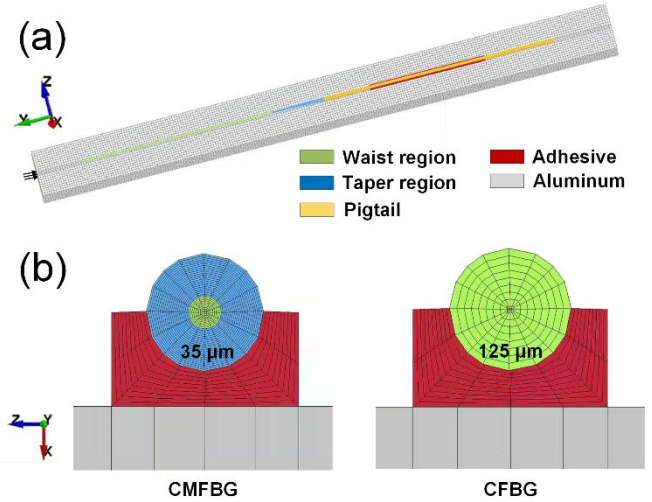 (a)
Z
Y
X
Waist region
Adhesive
Taper region
Aluminum
Pigtail
(b)
35 μm
125 μm
Z
Y
X
CMFBG
CFBG